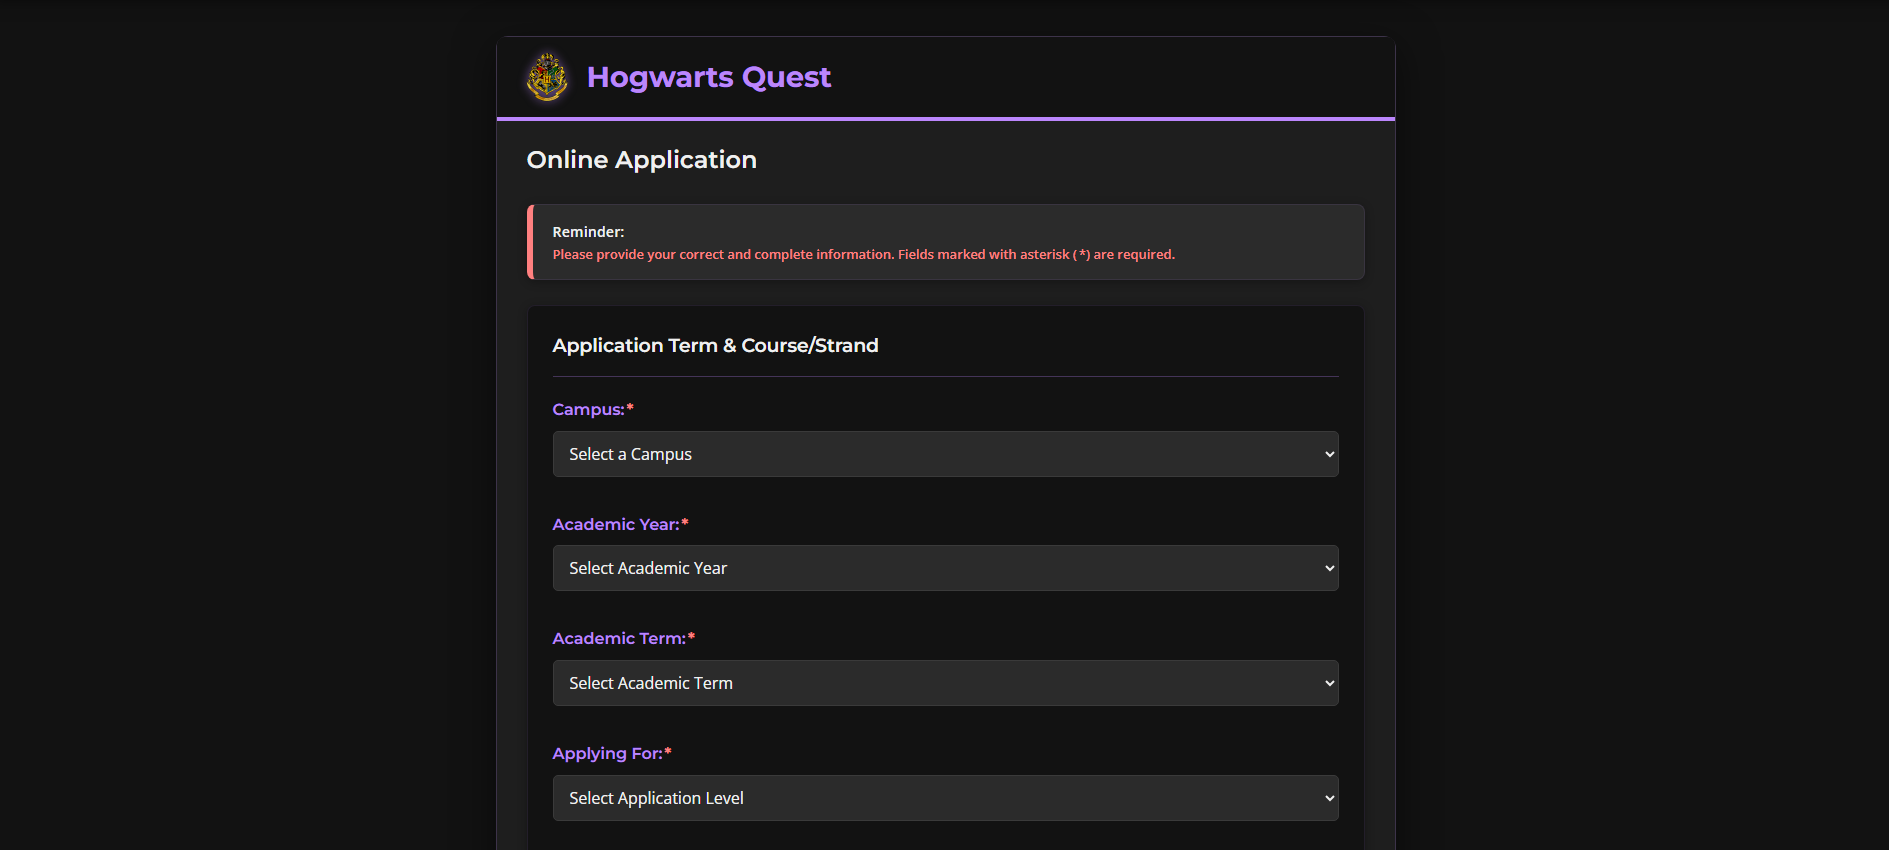 Hogwarts Quest
Online Application
Reminder:
Please provide your correct and complete information. Fields marked with asterisk (*) are required.
Application Term & Course/Strand
Campus:*
Select a Campus
Academic Year:*
Select Academic Year
Academic Term:*
Select Academic Term
Applying For:*
Select Application Level